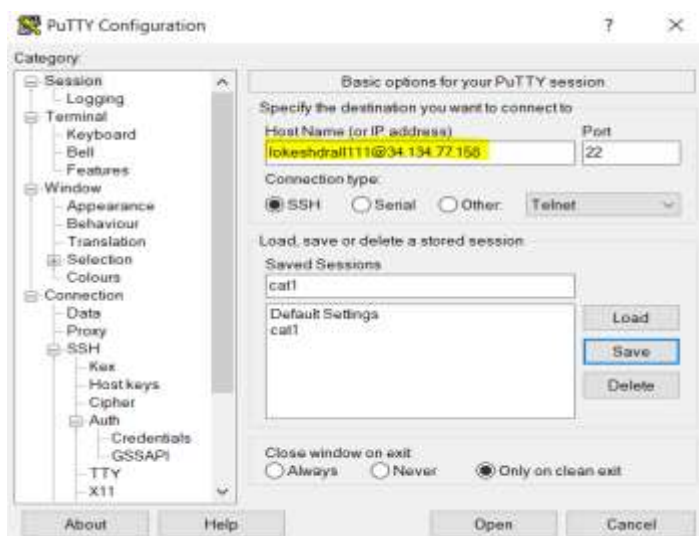 PuTTY Configuration ? ×
Category:
Session
Logging
Terminal
Keyboard
Bell
Features
Window
Appearance
Behaviour
Translation
Selection
Colours
Connection
Data
Proxy
SSH
Kex
Host keys
Cipher
Auth
Credentials
GSSAPI
TTY
X11
Basic options for your PuTTY session
Specify the destination you want to connect to
Host Name (or IP address) Port
lokeshdrall111@34.134.77.158 22
Connection type:
SSH Serial Other: Telnet
Load, save or delete a stored session
Saved Sessions
cat1
Default Settings
cat1
Load
Save
Delete
Close window on exit
Always Never Only on clean exit
About Help Open Cancel